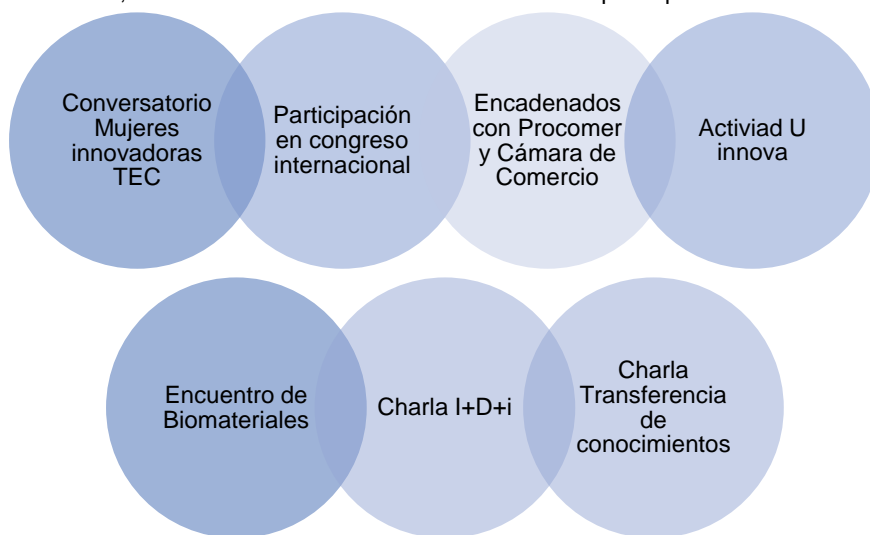 Conversatorio
Mujeres
innovadoras
TEC
Participación
en congreso
internacional
Encadenados
con Procomer
y Cámara de
Comercio
Activiad U
innova
Encuentro de
Biomateriales
Charla I+D+i
Charla
Transferencia
de
conocimientos